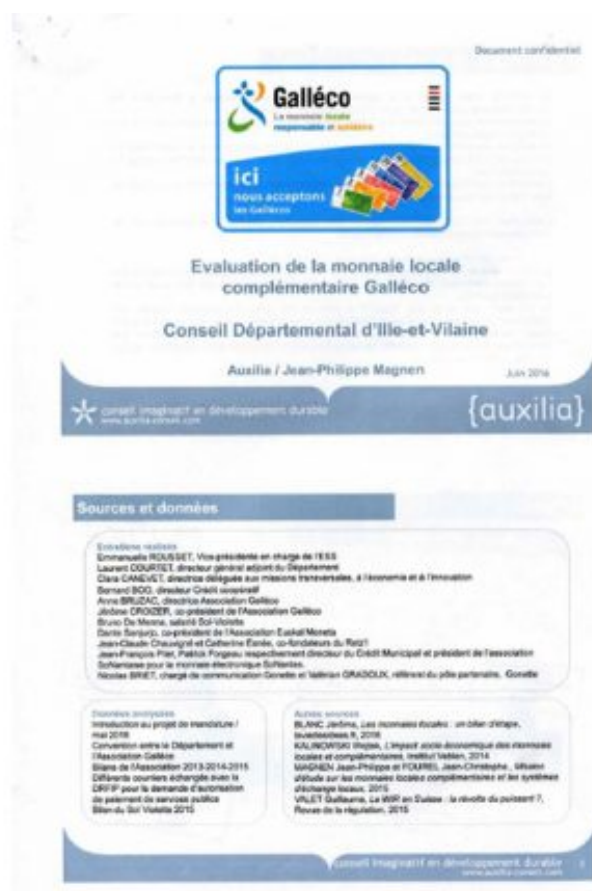 Document confidentiel
Galléco
La monnaie locale
responsable et solidaire
ici
nous acceptons
les Gallécos
Evaluation de la monnaie locale
complémentaire Galléco
Conseil Départemental d'Ille-et-Vilaine
Auxilia / Jean-Philippe Magnen
Juin 2016
conseil imaginatif en développement durable
www.auxilia-conseil.com
{auxilia}
Sources et données
Entretiens réalisés
Emmanuelle ROUSSET, Vice-présidente en charge de l'ESS
Laurent COURTET, directeur général adjoint du Département
Clara CANEVET, directrice déléguée aux missions transversales, à l'économie et à l'innovation
Bernard BOO, directeur Crédit coopératif
Anne BRUZAC, directrice Association Galléco
Jérôme CROIZER, co-président de l'Association Galléco
Bruno De Menna, salarié Sol-Violette
Dante Sanjurjo, co-président de l'Association Euskal Moneta
Jean-Claude Chauvigné et Catherine Esnée, co-fondateurs du Retz'l
Jean-François Pilet, Patrick Forgeau respectivement directeur du Crédit Municipal et président de l'association
SoNantaise pour la monnaie électronique SoNantes.
Nicolas BRIET, chargé de communication Gonette et Valérian GRADOUX, référent du pôle partenaire, Gonette
Données analysées
Introduction au projet de mandature /
mai 2016
Convention entre le Département et
l'Association Galléco
Bilans de l'Association 2013-2014-2015
Différents courriers échangés avec la
DRFIP pour la demande d'autorisation
de paiement de services publics
Bilan du Sol Violette 2015
Autres sources
BLANC Jérôme, Les monnaies locales : un bilan d'étape,
2016
KALINOWSKI Wojtek, L'impact socio-économique des monnaies
locales et complémentaires, Institut Veblen, 2014
MAGNEN Jean-Philippe et FOUREL Jean-Christophe, Mission
d'étude sur les monnaies locales complémentaires et les systèmes
d'échange locaux, 2015
VALLET Guillaume, Le WIR en Suisse : la révolte du puissant ?,
Revue de la régulation, 2015
conseil imaginatif en développement durable
www.auxilia-conseil.com